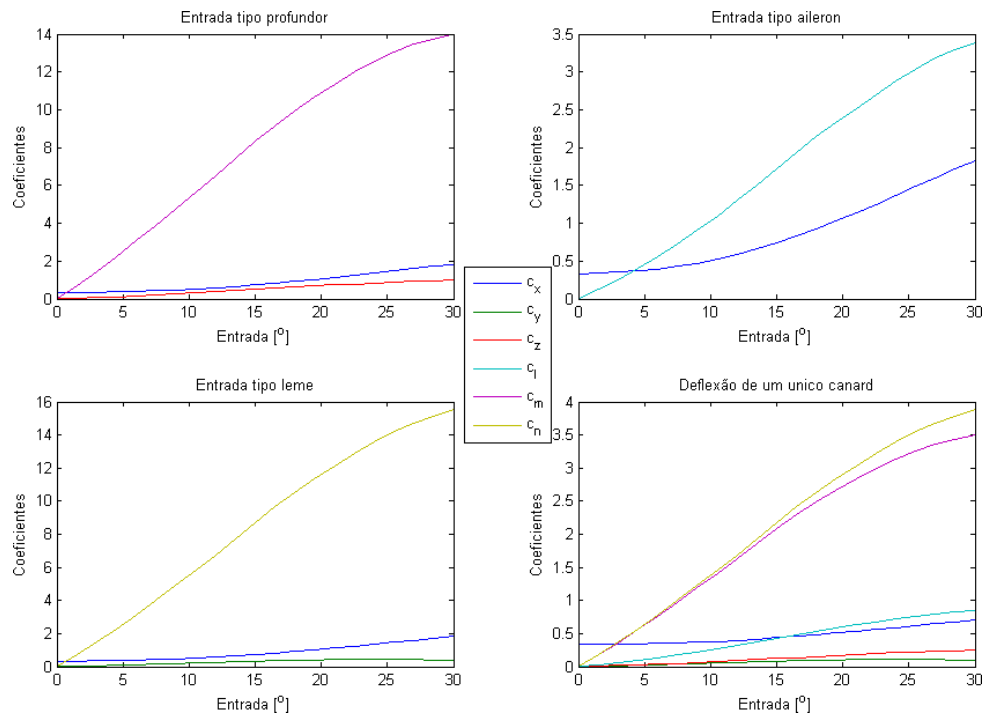 Entrada tipo profundor
14
12
10
8
6
4
2
0
Coeficientes
0 5 10 15 20 25 30
Entrada [º]
Entrada tipo aileron
3.5
3
2.5
2
1.5
1
0.5
0
Coeficientes
0 5 10 15 20 25 30
Entrada [º]
c_x
c_y
c_z
c_l
c_m
c_n
Entrada tipo leme
16
14
12
10
8
6
4
2
0
Coeficientes
0 5 10 15 20 25 30
Entrada [º]
Deflexão de um unico canard
4
3.5
3
2.5
2
1.5
1
0.5
0
Coeficientes
0 5 10 15 20 25 30
Entrada [º]